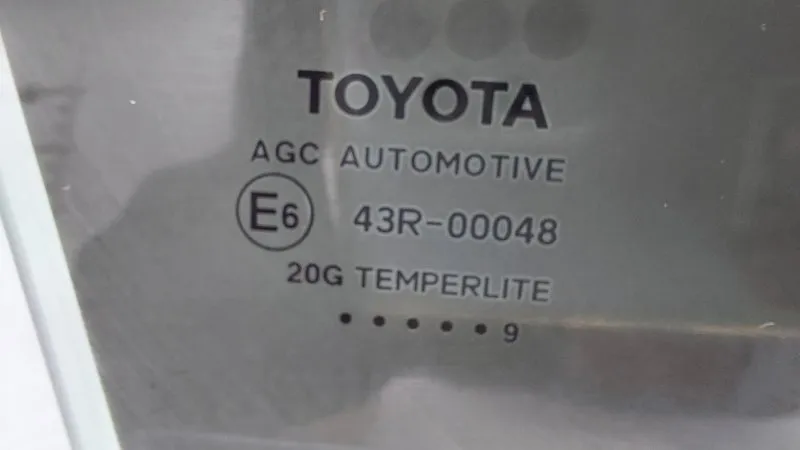 TOYOTA
AGC AUTOMOTIVE
E6 43R-00048
20G TEMPERLITE
• • • • • 9